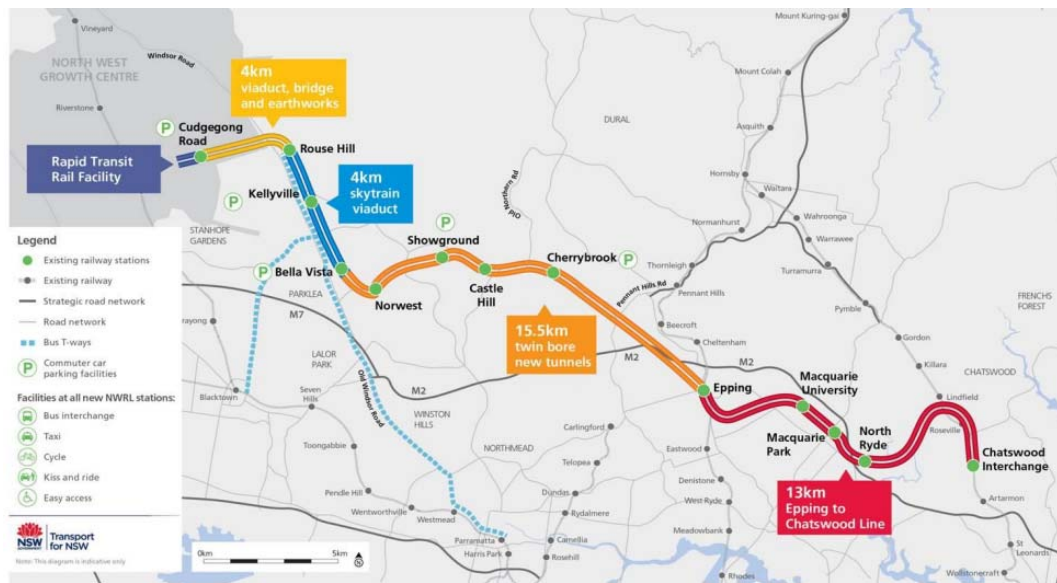 Mount Kuring-gai
Vineyard
Windsor Road
NORTH WEST
GROWTH CENTRE
4km
viaduct, bridge
and earthworks
Mount Colah
Riverstone
DURAL
P
Cudgegong
Road
Asquith
Rouse Hill
Rapid Transit
Rail Facility
4km
skytrain
viaduct
Old Northern Rd
Hornsby
Waitara
Kellyville
P
Normanhurst
Wahroonga
Warrawee
STANHOPE
GARDENS
P
Showground
Legend
Existing railway stations
Existing railway
Strategic road network
Road network
Bus T-ways
P
Commuter car
parking facilities
Facilities at all new NWRL stations:
Bus interchange
Taxi
Cycle
Kiss and ride
Easy access
NSW
GOVERNMENT
Transport
for NSW
Note: This diagram is indicative only
P
Bella Vista
PARKLEA
Norwest
Castle
Hill
Cherrybrook
P
Thornleigh
Turramurra
Pennant Hills Rd
Pennant Hills
Pymble
FRENCHS
FOREST
M7
15.5km
twin bore
new tunnels
Beecroft
Cheltenham
Gordon
M2
M2
Killara
CHATSWOOD
LALOR
PARK
Old Windsor Road
M2
Epping
Macquarie
University
Lindfield
Blacktown
Seven
Hills
WINSTON
HILLS
Carlingford
Macquarie
Park
North
Ryde
Roseville
Toongabbie
NORTHMEAD
Eastwood
Chatswood
Interchange
Telopea
Pendle Hill
Dundas
Denistone
13km
Epping to
Chatswood Line
Artarmon
Wentworthville
Westmead
Rydalmere
West Ryde
Parramatta
Camellia
Meadowbank
St
Leonards
Harris Park
Rosehill
0km
5km
N
Rhodes
Wollstonecraft